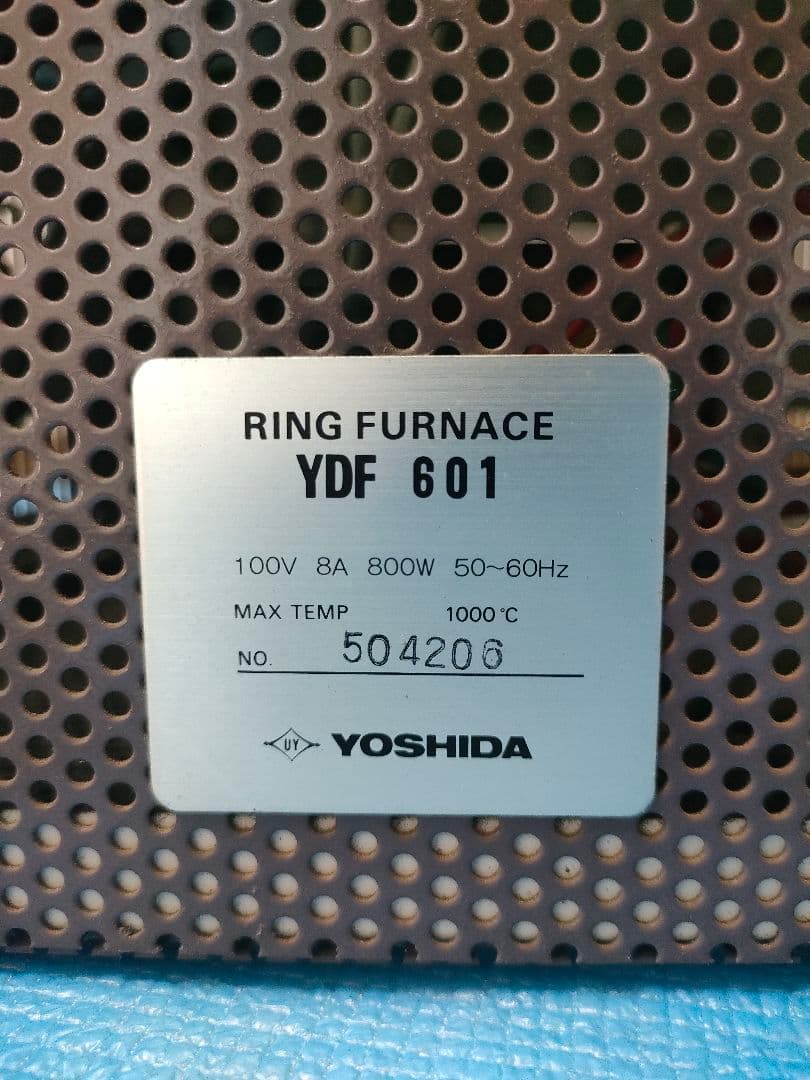 RING FURNACE
YDF 601
100V 8A 800W 50~60Hz
MAX TEMP 1000°C
NO. 504206
UY YOSHIDA